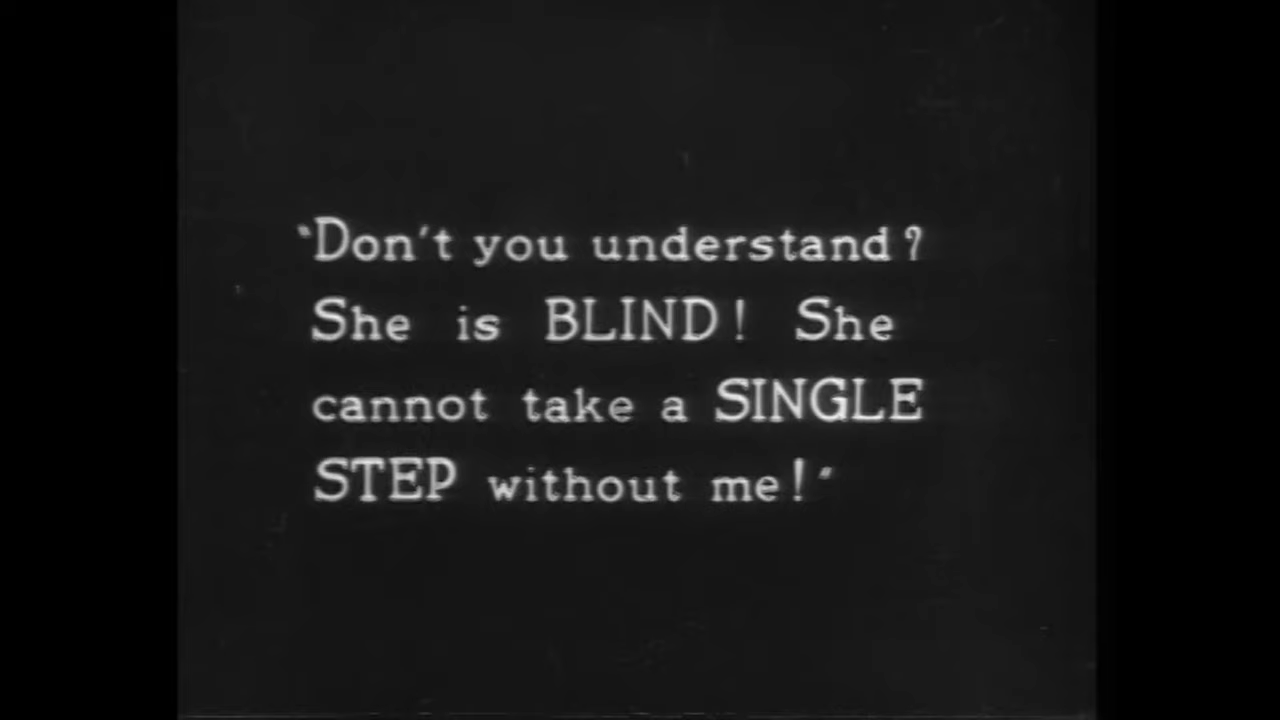 "Don't you understand?
She is BLIND! She
cannot take a SINGLE
STEP without me!"